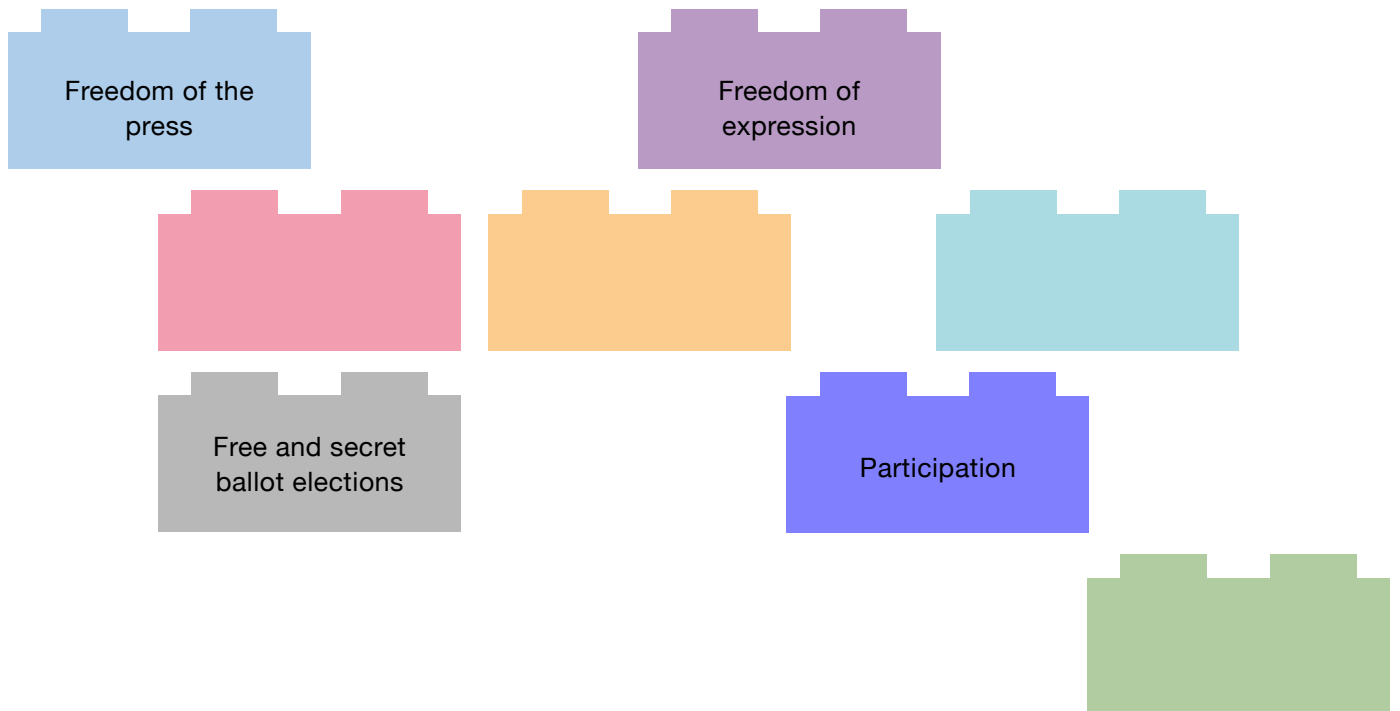 Freedom of the
press
Freedom of
expression
Free and secret
ballot elections
Participation